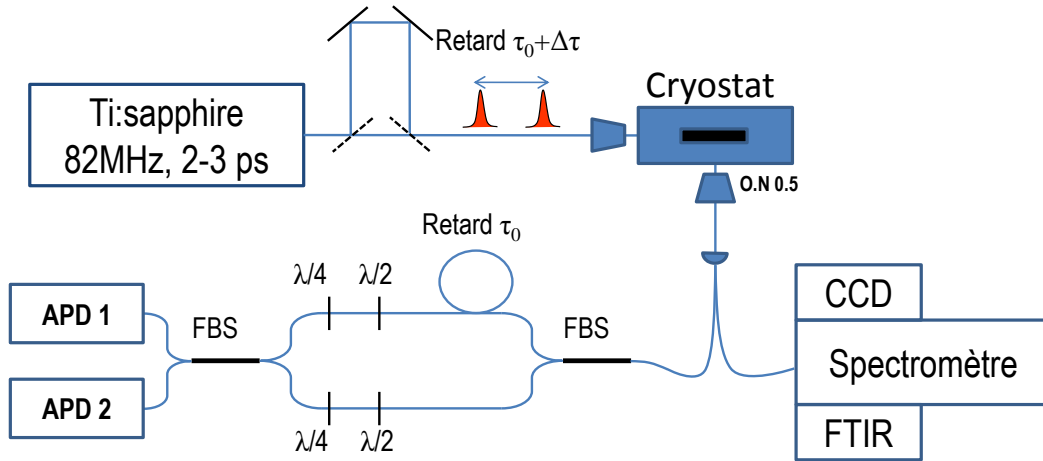 Retard τ₀+Δτ
Ti:sapphire
82MHz, 2-3 ps
Cryostat
O.N 0.5
Retard τ₀
λ/4
λ/2
APD 1
FBS
FBS
APD 2
λ/4
λ/2
CCD
Spectromètre
FTIR